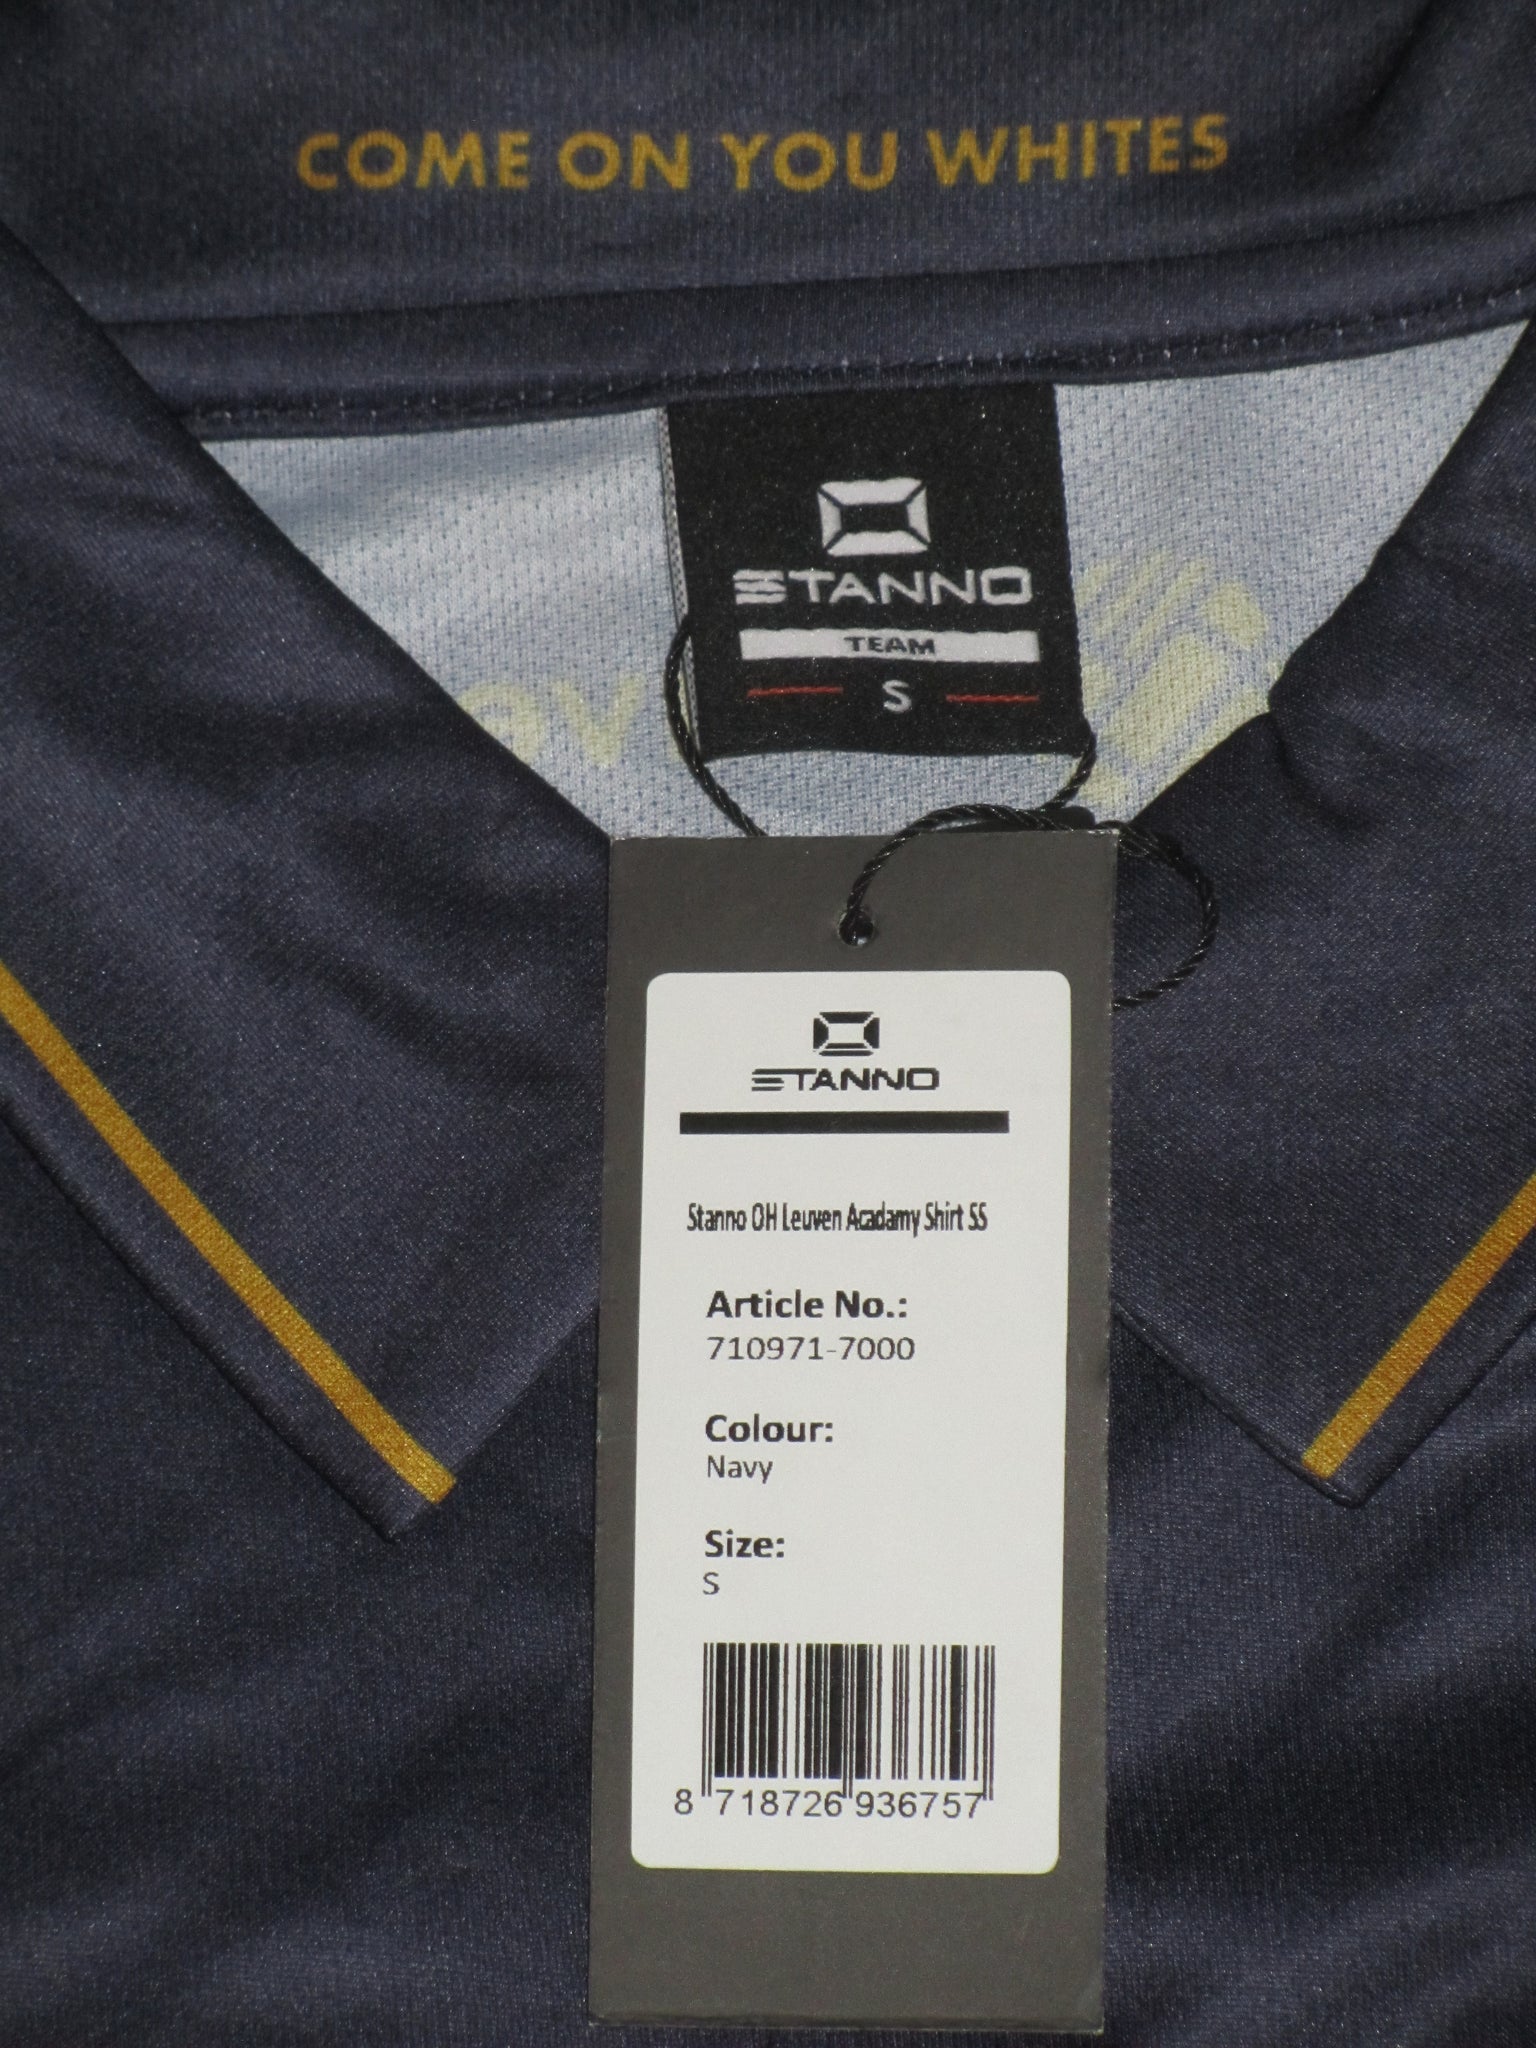 COME ON YOU WHITES
STANNO
TEAM
S
STANNO
Stanno OH Leuven Acadamy Shirt SS
Article No.:
710971-7000
Colour:
Navy
Size:
S
8 718726 936757